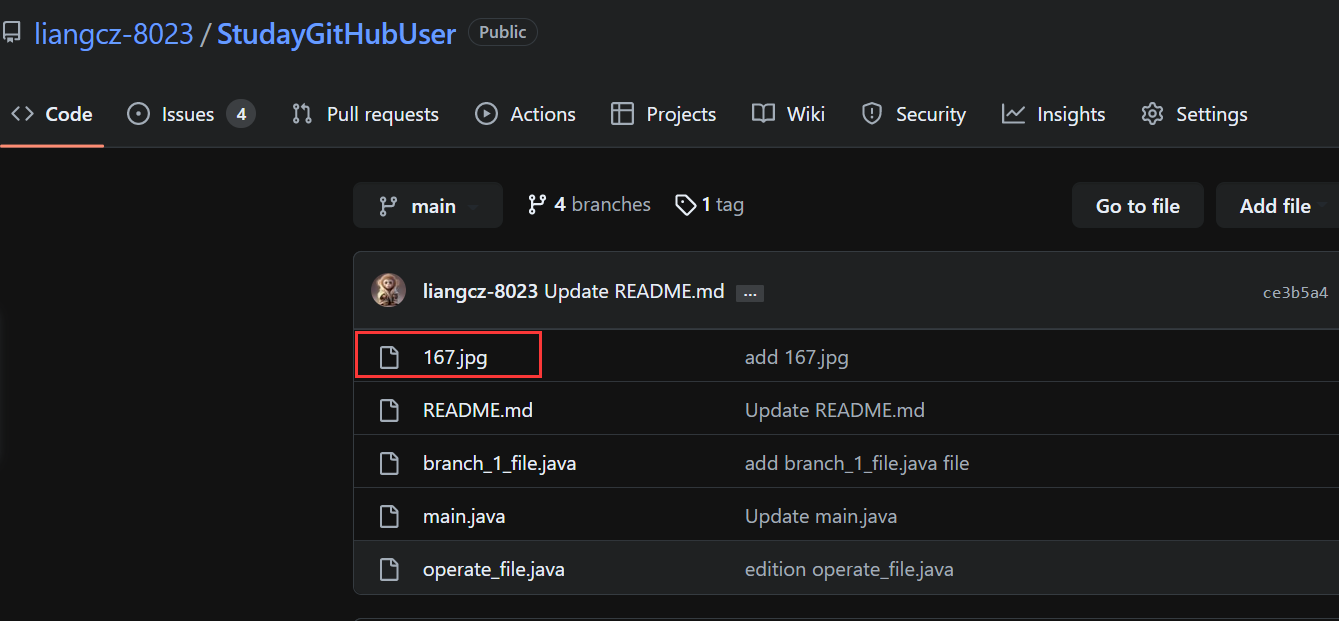 liangcz-8023 / StudayGitHubUser Public
Code Issues 4 Pull requests Actions Projects Wiki Security Insights Settings
main 4 branches 1 tag Go to file Add file
liangcz-8023 Update README.md ... ce3b5a4
167.jpg add 167.jpg
README.md Update README.md
branch_1_file.java add branch_1_file.java file
main.java Update main.java
operate_file.java edition operate_file.java